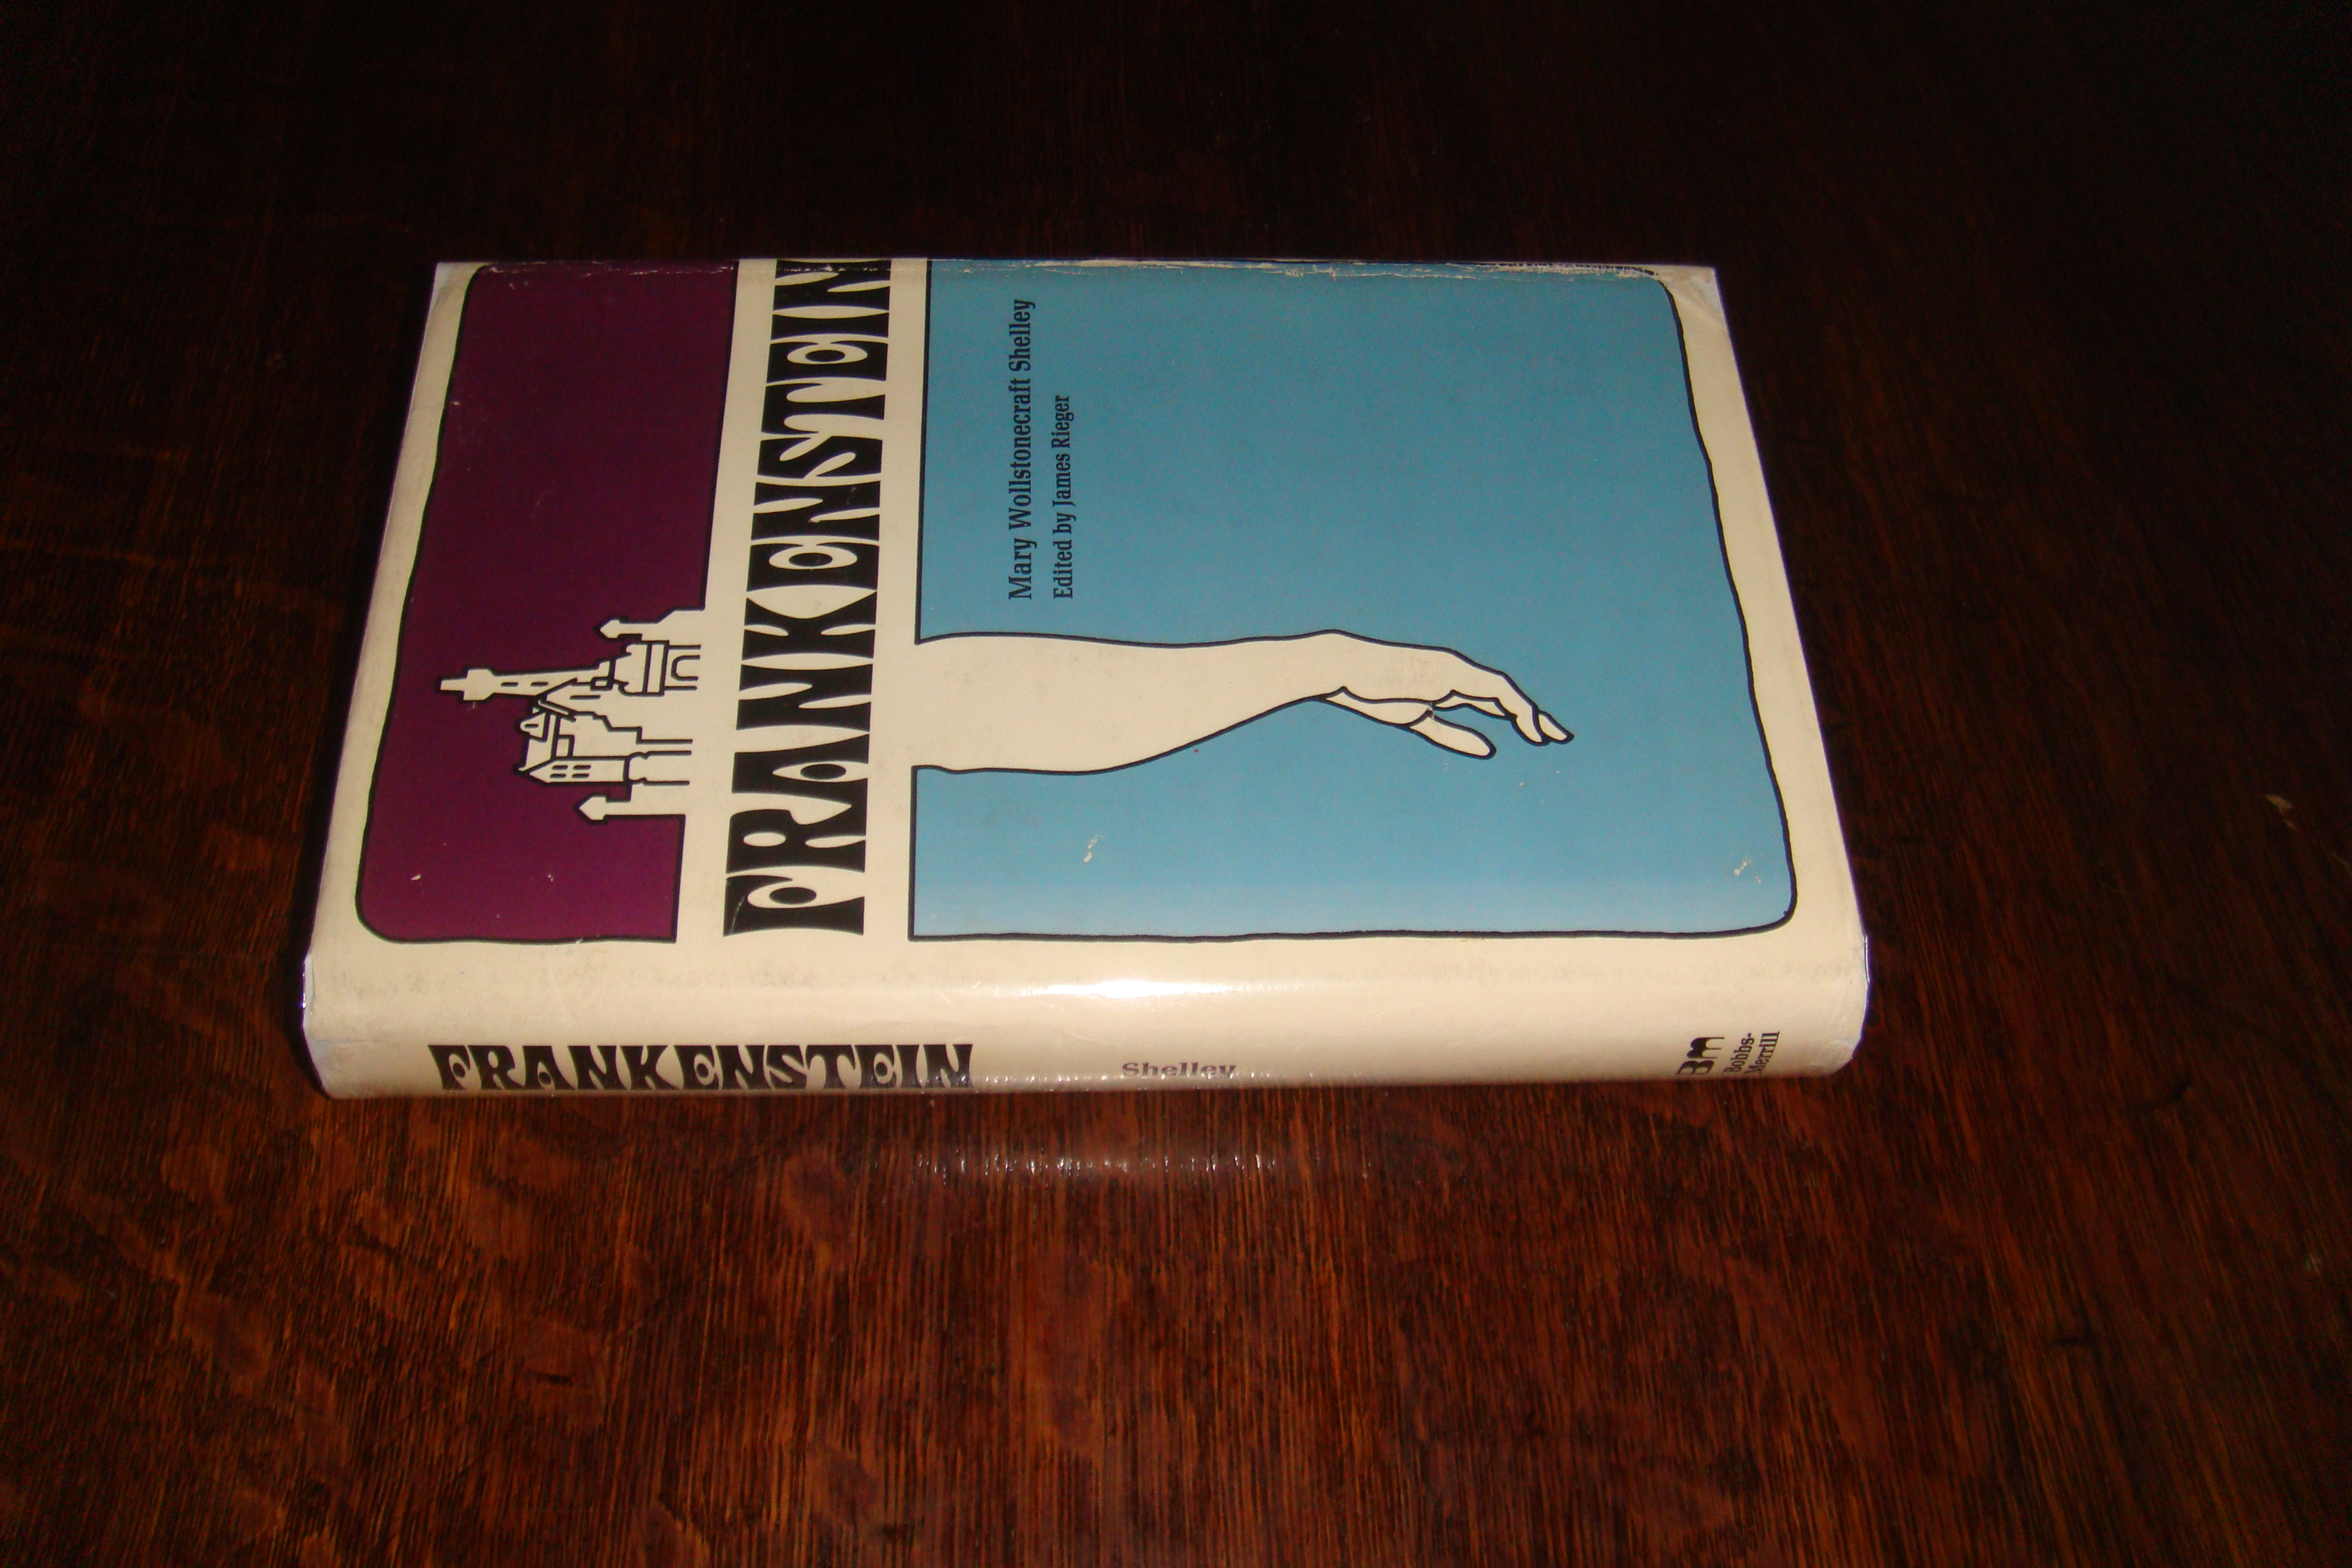 FRANKENSTEIN
Mary Wollstonecraft Shelley
Edited by James Rieger
FRANKENSTEIN
Shelley
BM
Bobbs-
Merrill